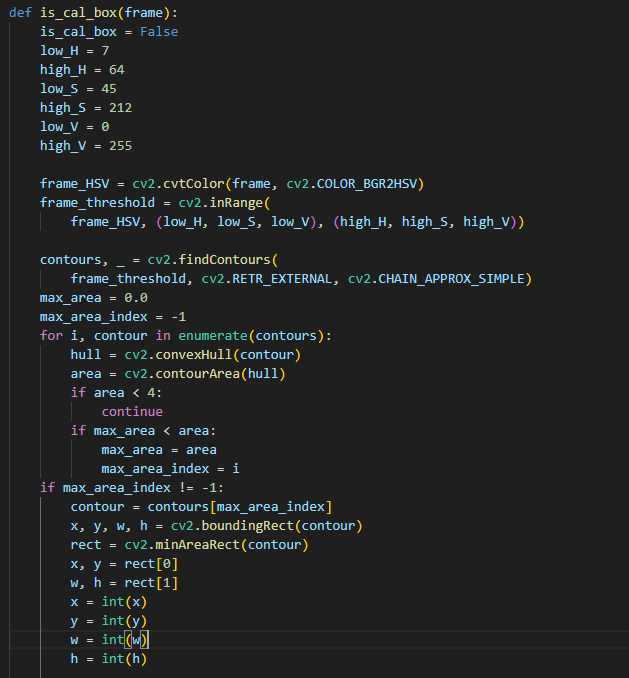 def is_cal_box(frame):
    is_cal_box = False
    low_H = 7
    high_H = 64
    low_S = 45
    high_S = 212
    low_V = 0
    high_V = 255

    frame_HSV = cv2.cvtColor(frame, cv2.COLOR_BGR2HSV)
    frame_threshold = cv2.inRange(
        frame_HSV, (low_H, low_S, low_V), (high_H, high_S, high_V))

    contours, _ = cv2.findContours(
        frame_threshold, cv2.RETR_EXTERNAL, cv2.CHAIN_APPROX_SIMPLE)
    max_area = 0.0
    max_area_index = -1
    for i, contour in enumerate(contours):
        hull = cv2.convexHull(contour)
        area = cv2.contourArea(hull)
        if area < 4:
            continue
        if max_area < area:
            max_area = area
            max_area_index = i
    if max_area_index != -1:
        contour = contours[max_area_index]
        x, y, w, h = cv2.boundingRect(contour)
        rect = cv2.minAreaRect(contour)
        x, y = rect[0]
        w, h = rect[1]
        x = int(x)
        y = int(y)
        w = int(w)
        h = int(h)